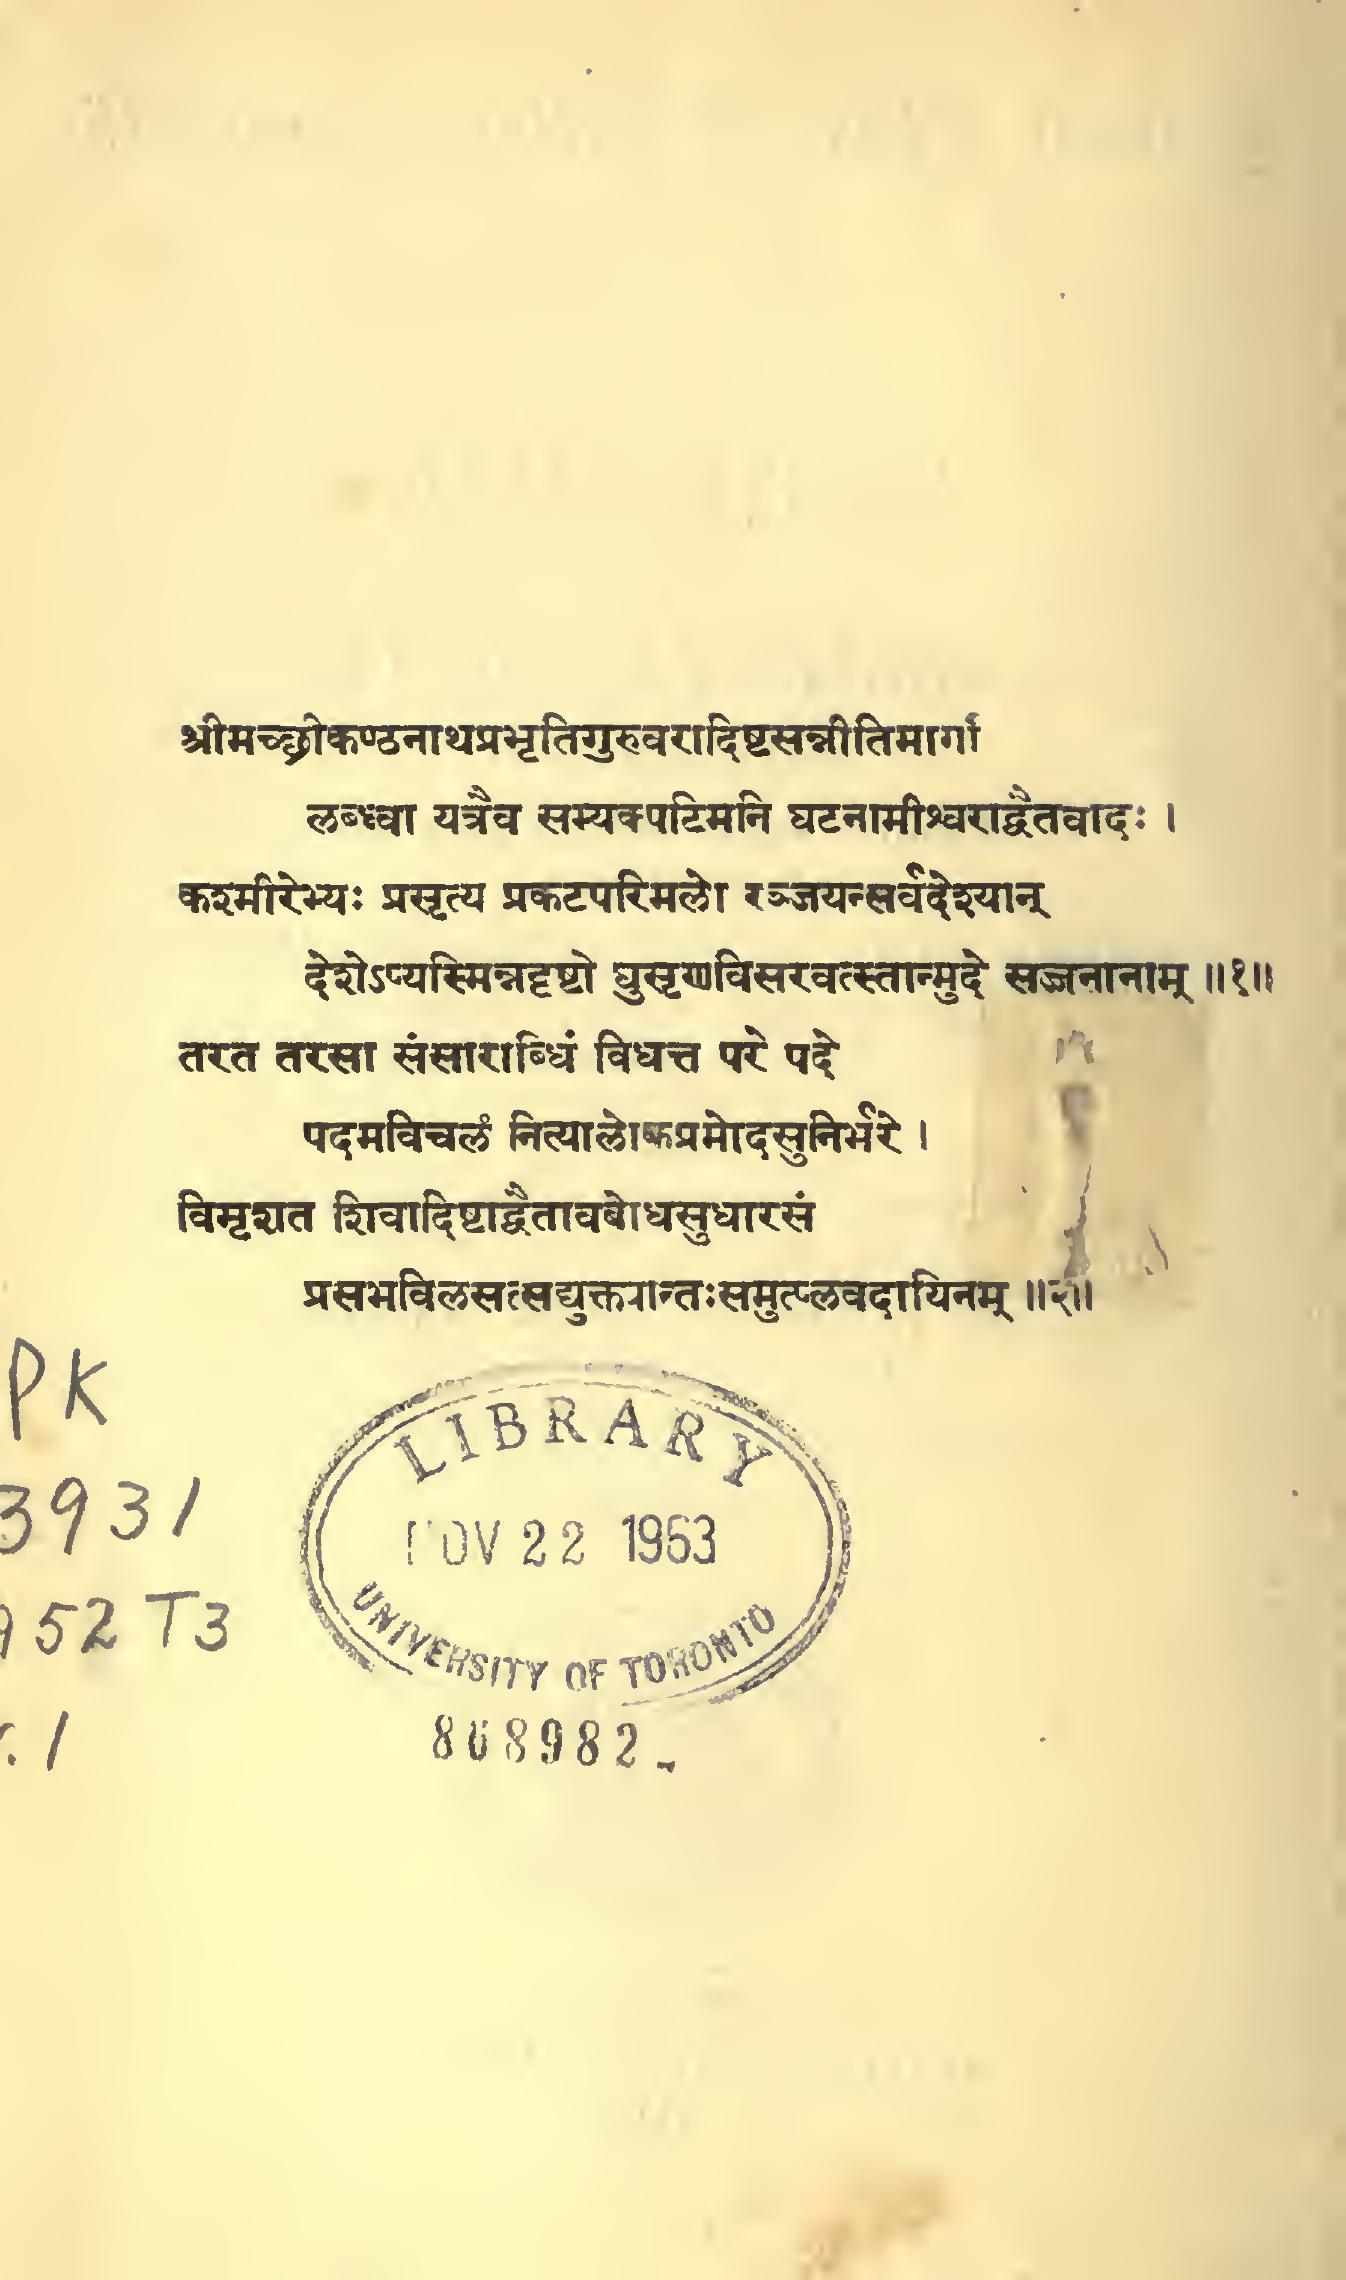 श्रीमच्छ्रीकण्ठनाथप्रभृतिगुरुवरादिष्टसन्नीतिमार्गो
लब्ध्वा यत्रैव सम्यक्पटिमनि घटनामीश्वराद्वैतवादः ।
कश्मीरेभ्यः प्रसृत्य प्रकटपरिमलो रञ्जयन्सर्वदेश्यान्
देशेऽप्यस्मिन्नदृष्टो घुसृणविसरवत्स्तान्मुदे सज्जनानाम् ॥१॥
तरत तरसा संसाराब्धिं विधत्त परे पदे
पदमविचलं नित्यालोकप्रमोदसुनिर्भरे ।
विमृशत शिवादिष्टाद्वैतावबोधसुधारसं
प्रसभविलसत्सद्युक्त्यान्तःसमुत्प्लवदायिनम् ॥२॥
PK
3931
A52T3
1
LIBRARY
NOV 22 1963
UNIVERSITY OF TORONTO
868982